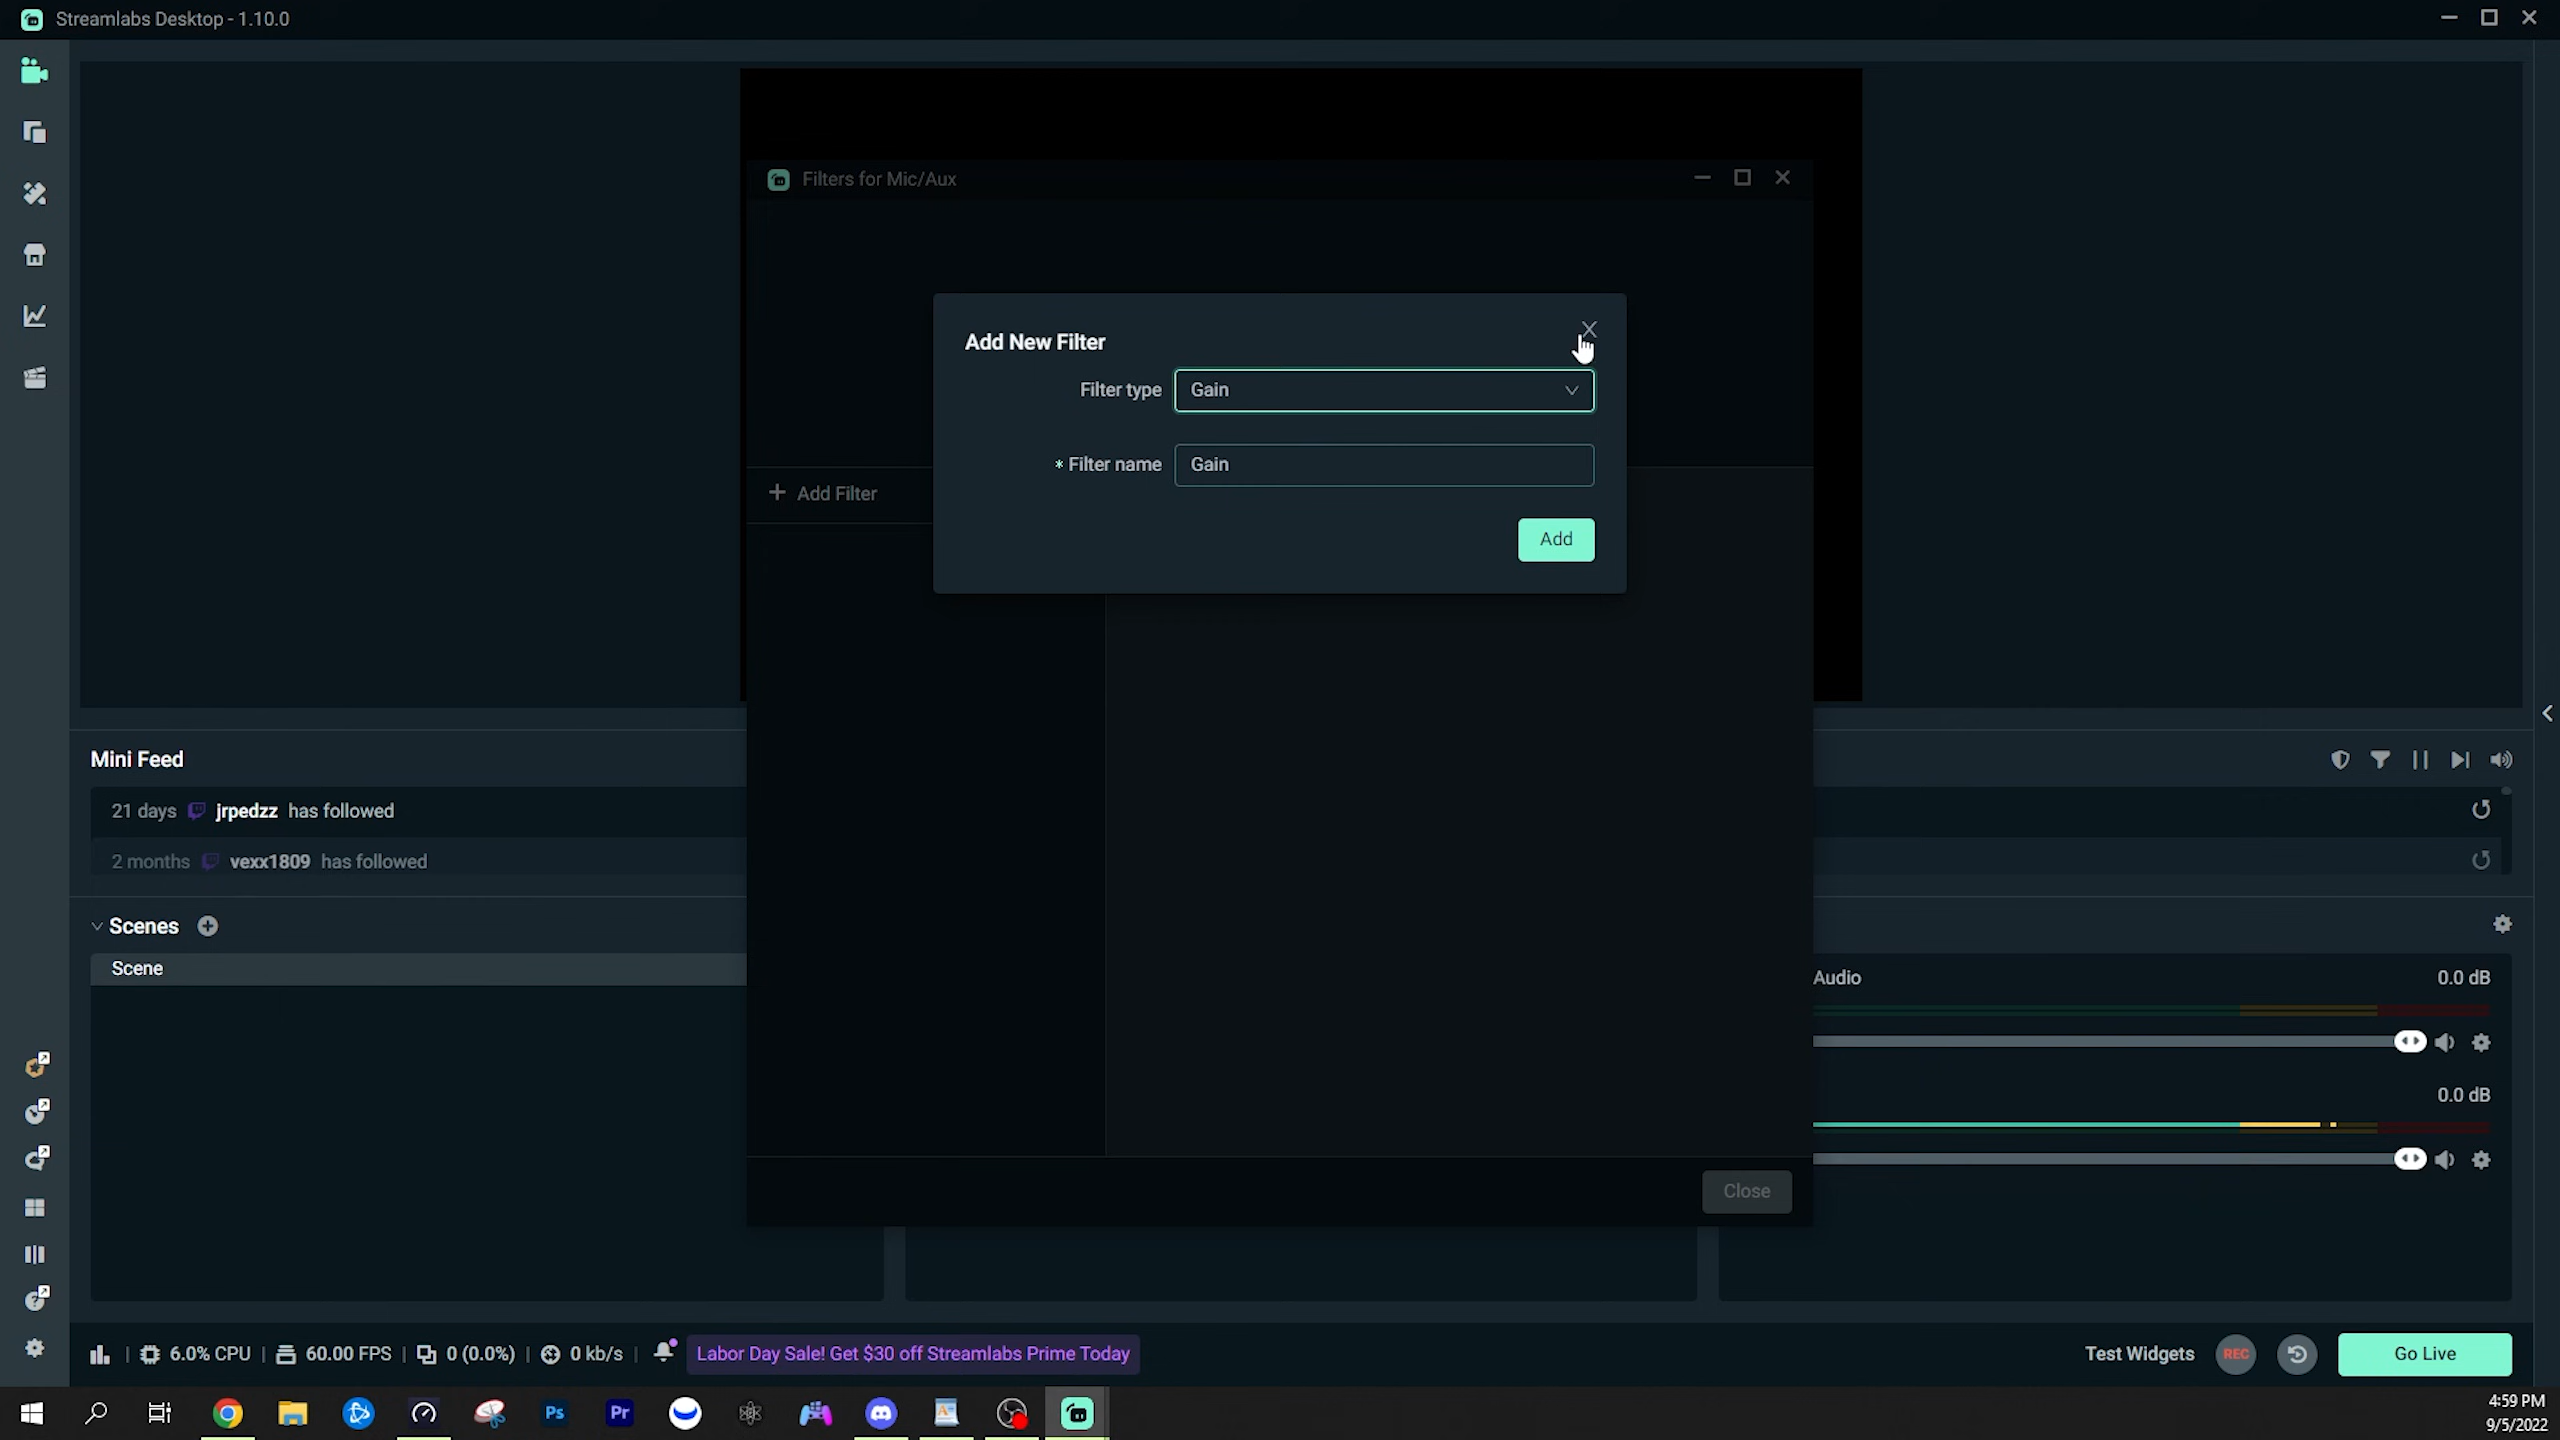 Streamlabs Desktop - 1.10.0
Filters for Mic/Aux
Add New Filter
Filter type Gain
* Filter name Gain
Add
+ Add Filter
Mini Feed
21 days jrpedzz has followed
2 months vexx1809 has followed
Scenes
Scene
Audio 0.0 dB
0.0 dB
Close
6.0% CPU 60.00 FPS 0 (0.0%) 0 kb/s Labor Day Sale! Get $30 off Streamlabs Prime Today Test Widgets REC Go Live
Ps Pr
4:59 PM
9/5/2022